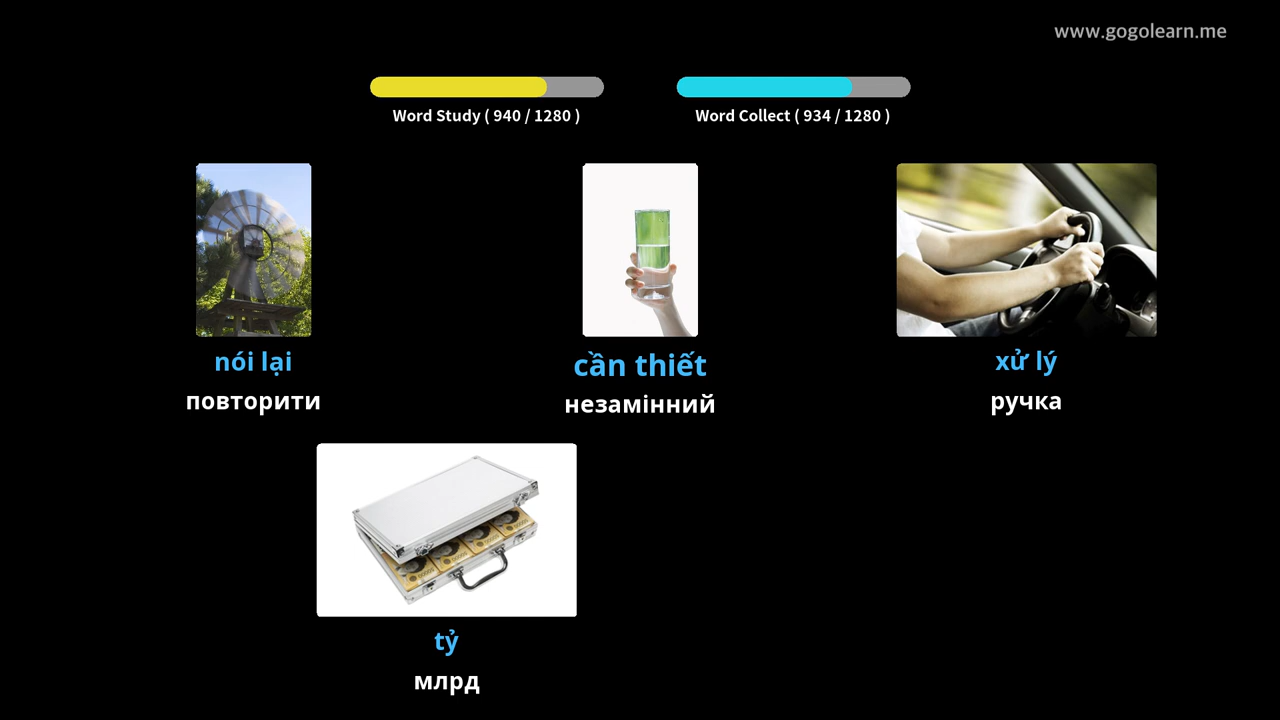 www.gogolearn.me
Word Study ( 940 / 1280 )
Word Collect ( 934 / 1280 )
nói lại
повторити
cần thiết
незамінний
xử lý
ручка
tỷ
млрд